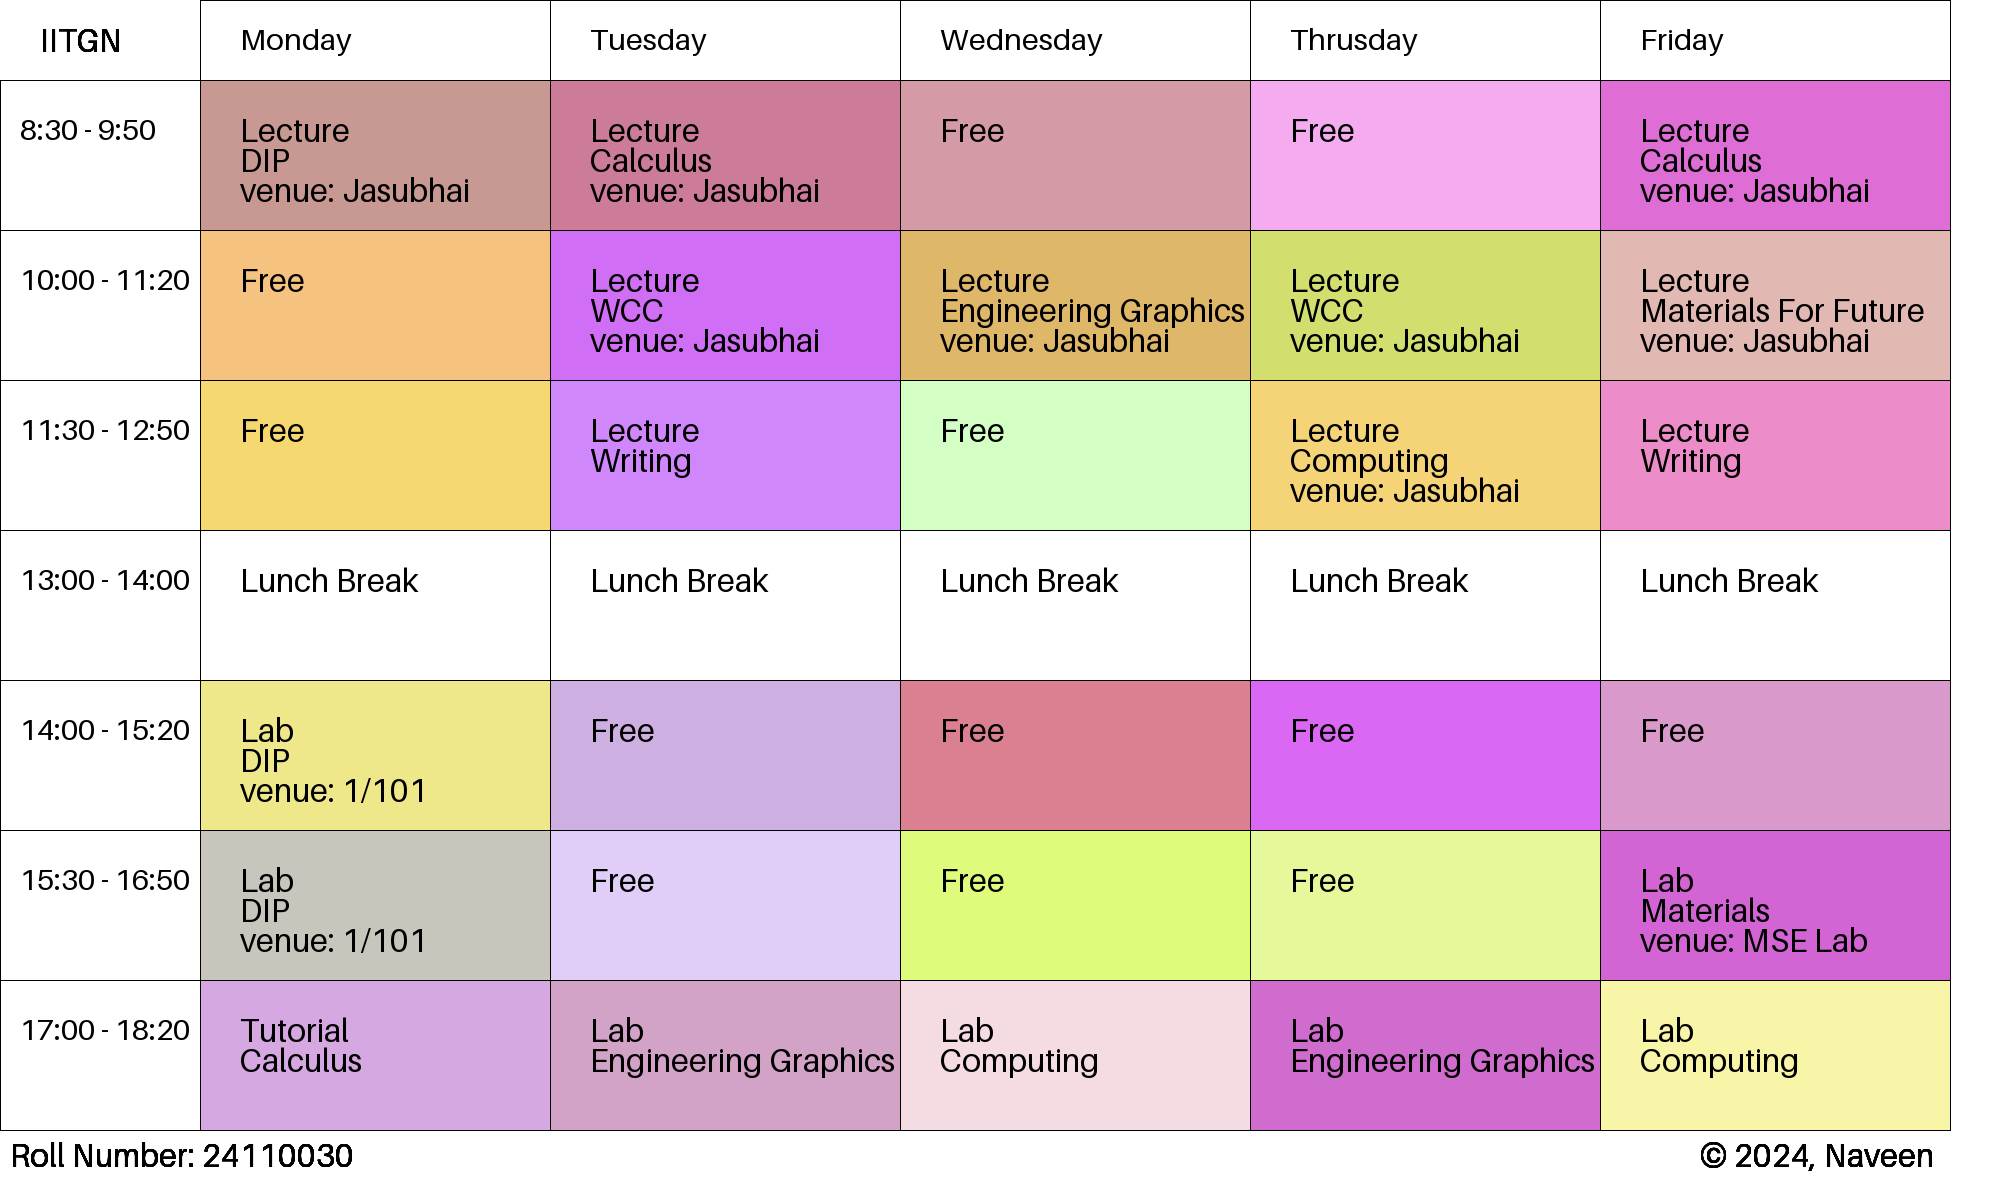 IITGN
Monday
Tuesday
Wednesday
Thrusday
Friday
8:30 - 9:50
Lecture
DIP
venue: Jasubhai
Lecture
Calculus
venue: Jasubhai
Free
Free
Lecture
Calculus
venue: Jasubhai
10:00 - 11:20
Free
Lecture
WCC
venue: Jasubhai
Lecture
Engineering Graphics
venue: Jasubhai
Lecture
WCC
venue: Jasubhai
Lecture
Materials For Future
venue: Jasubhai
11:30 - 12:50
Free
Lecture
Writing
Free
Lecture
Computing
venue: Jasubhai
Lecture
Writing
13:00 - 14:00
Lunch Break
Lunch Break
Lunch Break
Lunch Break
Lunch Break
14:00 - 15:20
Lab
DIP
venue: 1/101
Free
Free
Free
Free
15:30 - 16:50
Lab
DIP
venue: 1/101
Free
Free
Free
Lab
Materials
venue: MSE Lab
17:00 - 18:20
Tutorial
Calculus
Lab
Engineering Graphics
Lab
Computing
Lab
Engineering Graphics
Lab
Computing
Roll Number: 24110030
© 2024, Naveen